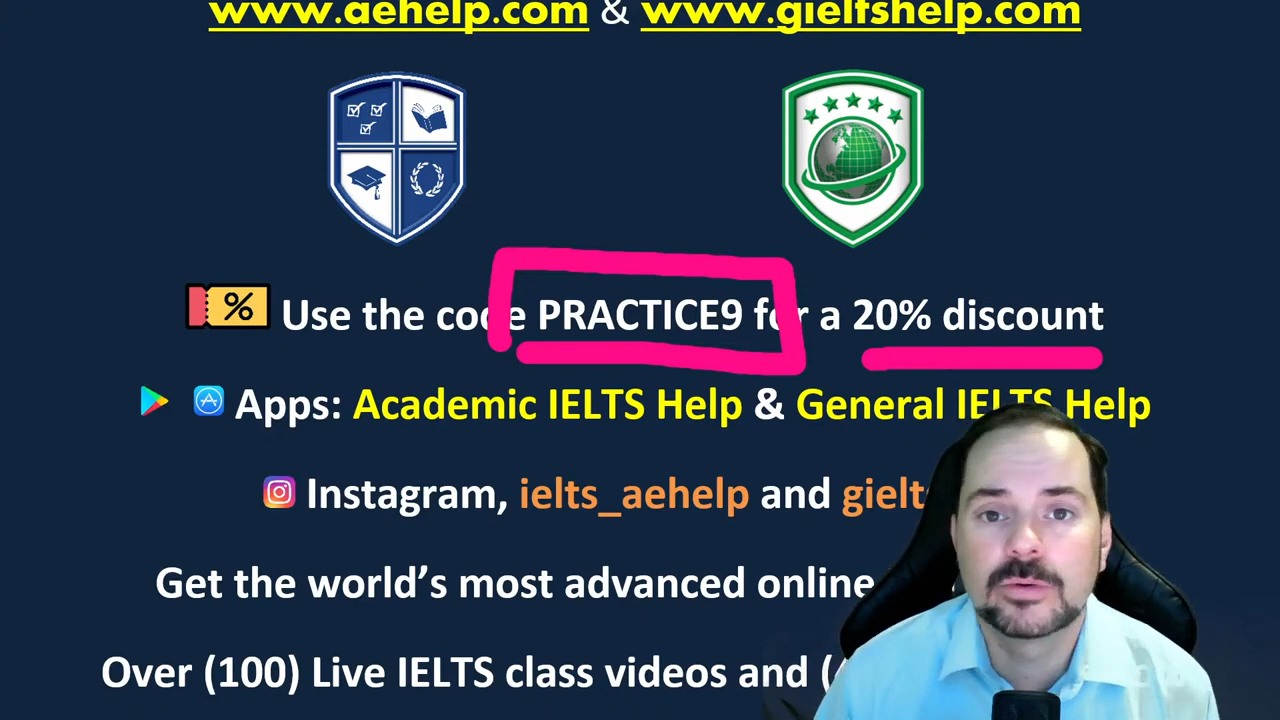 www.aehelp.com & www.gielfshelp.com
% Use the code PRACTICE9 for a 20% discount
Apps: Academic IELTS Help & General IELTS Help
Instagram, ielts_aehelp and
Get the world's most advanced online
Over (100) Live IELTS class videos and